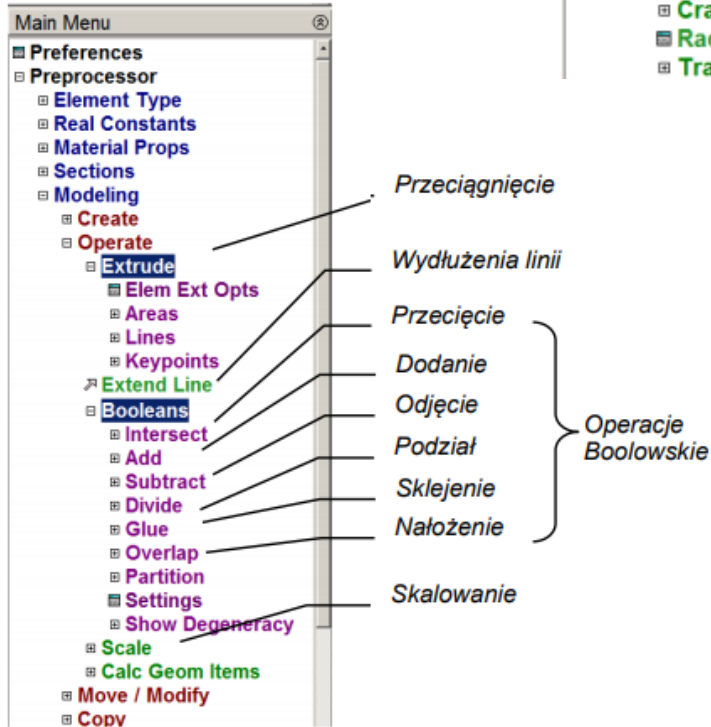 Main Menu
Preferences
Preprocessor
Element Type
Real Constants
Material Props
Sections
Modeling
Create
Operate
Extrude
Elem Ext Opts
Areas
Lines
Keypoints
Extend Line
Booleans
Intersect
Add
Subtract
Divide
Glue
Overlap
Partition
Settings
Show Degeneracy
Scale
Calc Geom Items
Move / Modify
Copy
Przeciągnięcie
Wydłużenia linii
Przecięcie
Dodanie
Odjęcie
Podział
Sklejenie
Nałożenie
Skalowanie
Operacje
Boolowskie